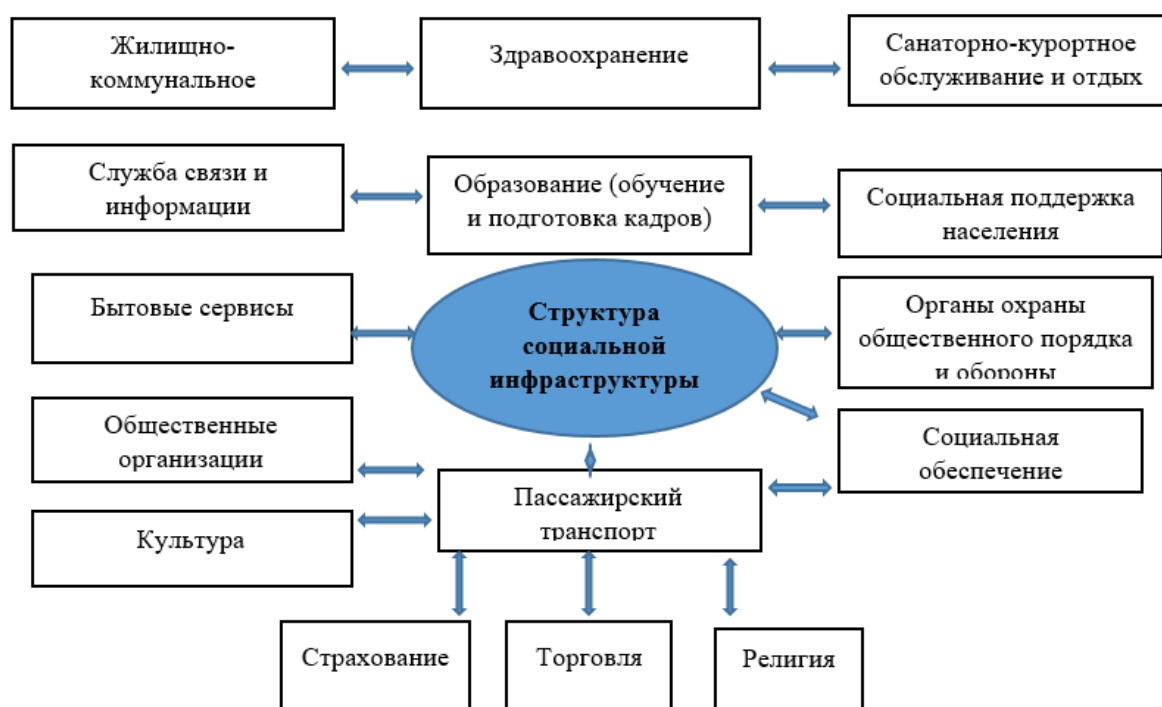 Жилищно-
коммунальное
Здравоохранение
Санаторно-курортное
обслуживание и отдых
Служба связи и
информации
Образование (обучение
и подготовка кадров)
Социальная поддержка
населения
Бытовые сервисы
Структура
социальной
инфраструктуры
Органы охраны
общественного порядка
и обороны
Общественные
организации
Социальная
обеспечение
Пассажирский
транспорт
Культура
Страхование
Торговля
Религия